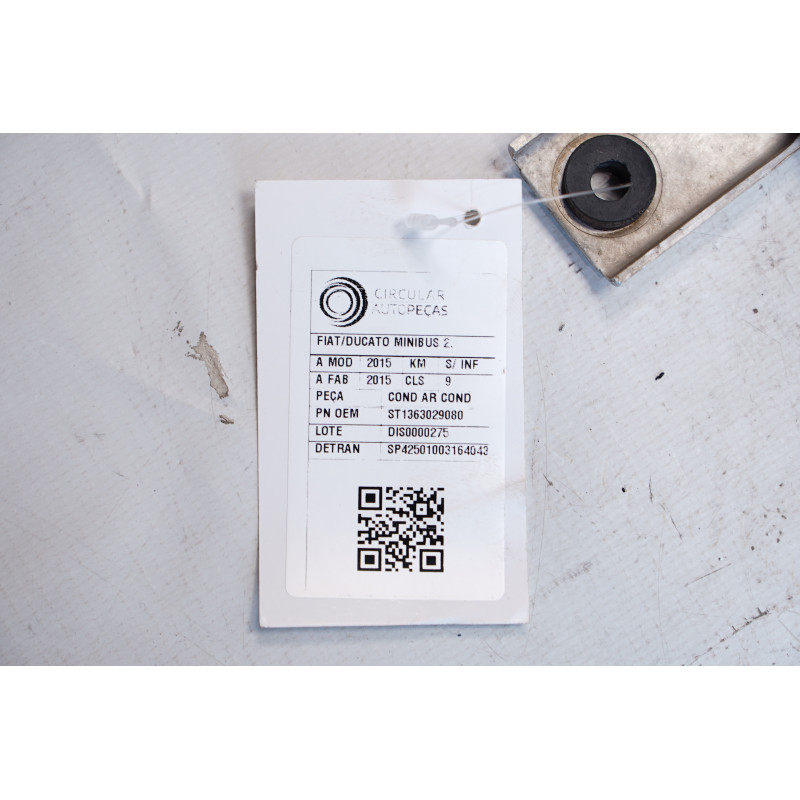 CIRCULAR
AUTOPEÇAS
FIAT/DUCATO MINIBUS 2.
A MOD 2015 KM S/ INF
A FAB 2015 CLS 9
PEÇA COND AR COND
PN OEM ST1363029080
LOTE DIS0000275
DETRAN SP42501003164043